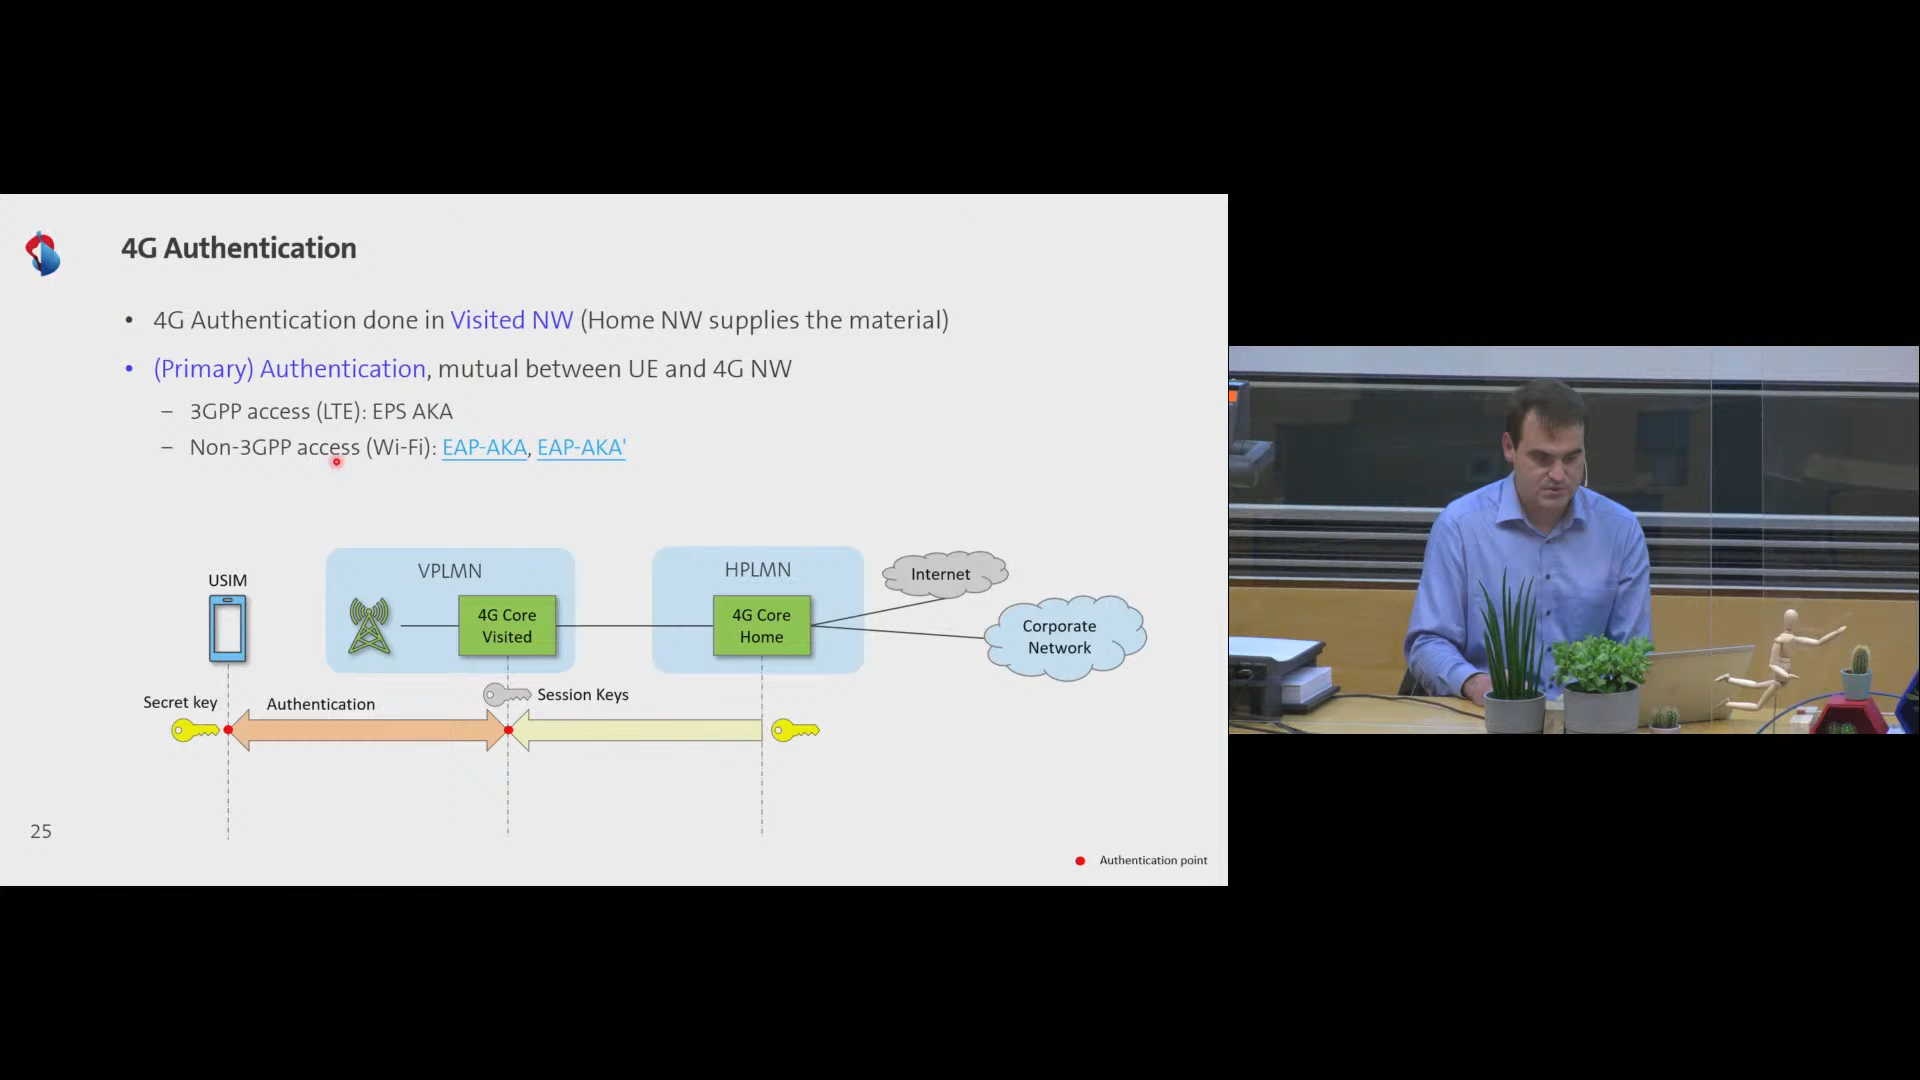 4G Authentication
• 4G Authentication done in Visited NW (Home NW supplies the material)
• (Primary) Authentication, mutual between UE and 4G NW
– 3GPP access (LTE): EPS AKA
– Non-3GPP access (Wi-Fi): EAP-AKA, EAP-AKA'
USIM
VPLMN
4G Core
Visited
HPLMN
4G Core
Home
Internet
Corporate
Network
Secret key
Authentication
Session Keys
25
Authentication point